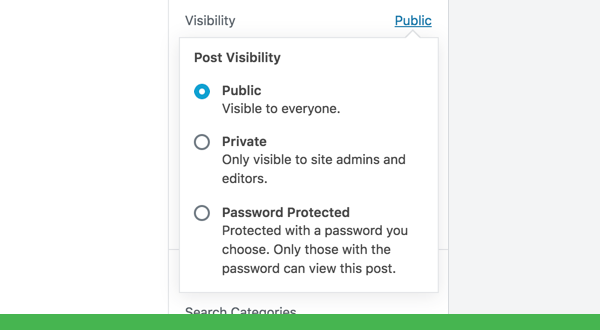 Visibility Public
Post Visibility
Public
Visible to everyone.
Private
Only visible to site admins and
editors.
Password Protected
Protected with a password you
choose. Only those with the
password can view this post.
Search Categories